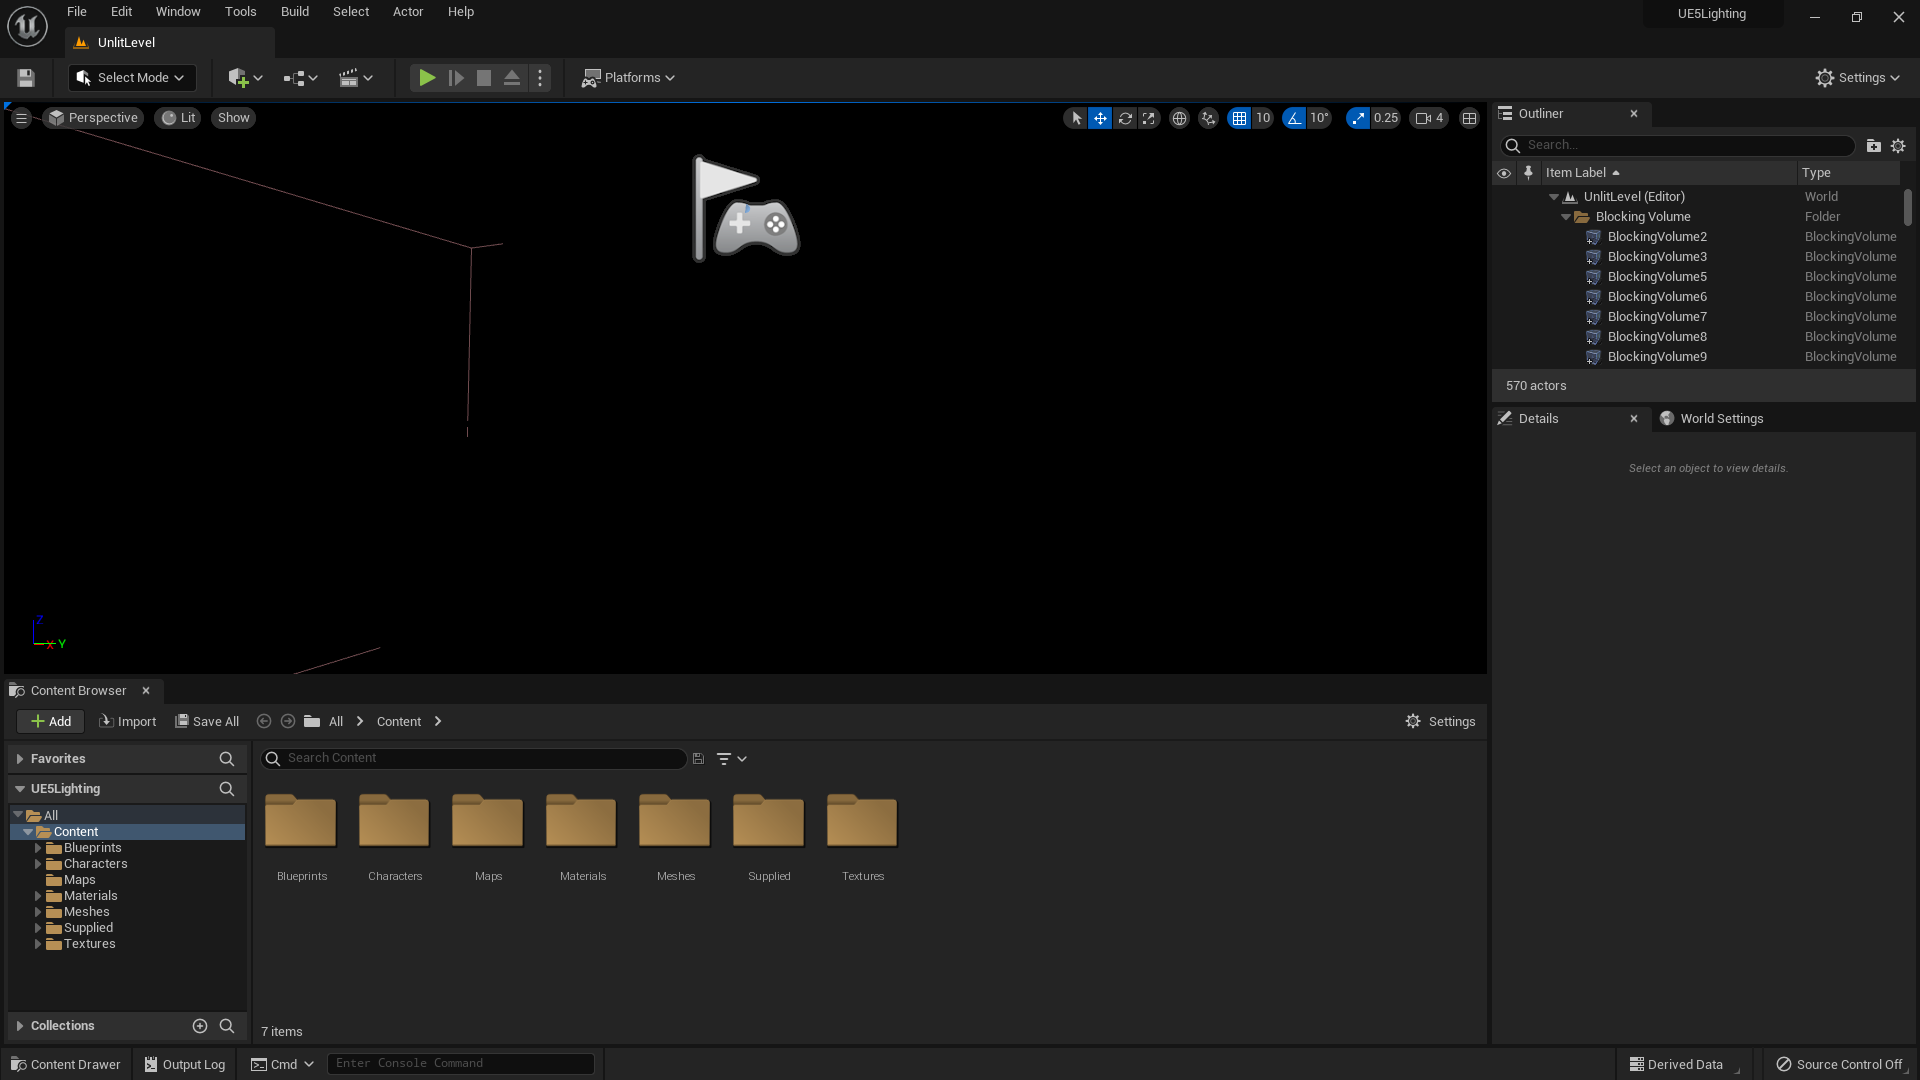 File Edit Window Tools Build Select Actor Help
UE5Lighting
UnlitLevel
Select Mode
Platforms
Settings
Perspective Lit Show
10 10° 0.25 4
Z
X Y
Outliner
Search...
Item Label Type
UnlitLevel (Editor) World
Blocking Volume Folder
BlockingVolume2 BlockingVolume
BlockingVolume3 BlockingVolume
BlockingVolume5 BlockingVolume
BlockingVolume6 BlockingVolume
BlockingVolume7 BlockingVolume
BlockingVolume8 BlockingVolume
BlockingVolume9 BlockingVolume
570 actors
Details World Settings
Select an object to view details.
Content Browser
Add Import Save All All Content Settings
Favorites
UE5Lighting
All
Content
Blueprints
Characters
Maps
Materials
Meshes
Supplied
Textures
Collections
Search Content
Blueprints Characters Maps Materials Meshes Supplied Textures
7 items
Content Drawer Output Log Cmd Enter Console Command Derived Data Source Control Off